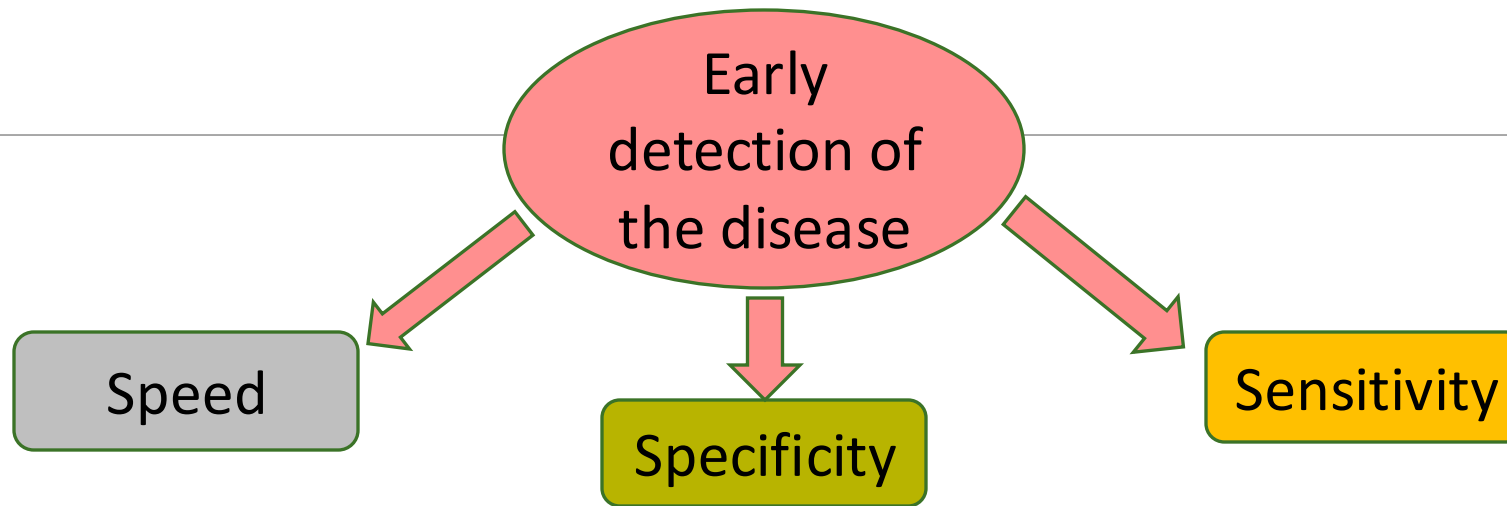 Early
detection of
the disease
Speed
Specificity
Sensitivity